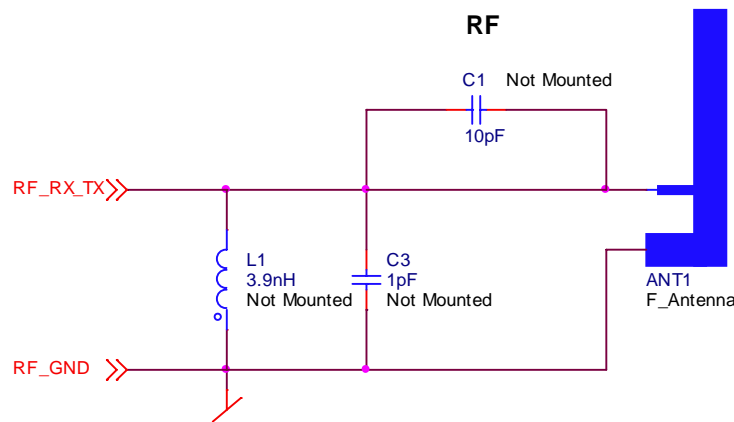 RF
C1 Not Mounted
10pF
RF_RX_TX
L1
3.9nH
Not Mounted
C3
1pF
Not Mounted
ANT1
F_Antenna
RF_GND